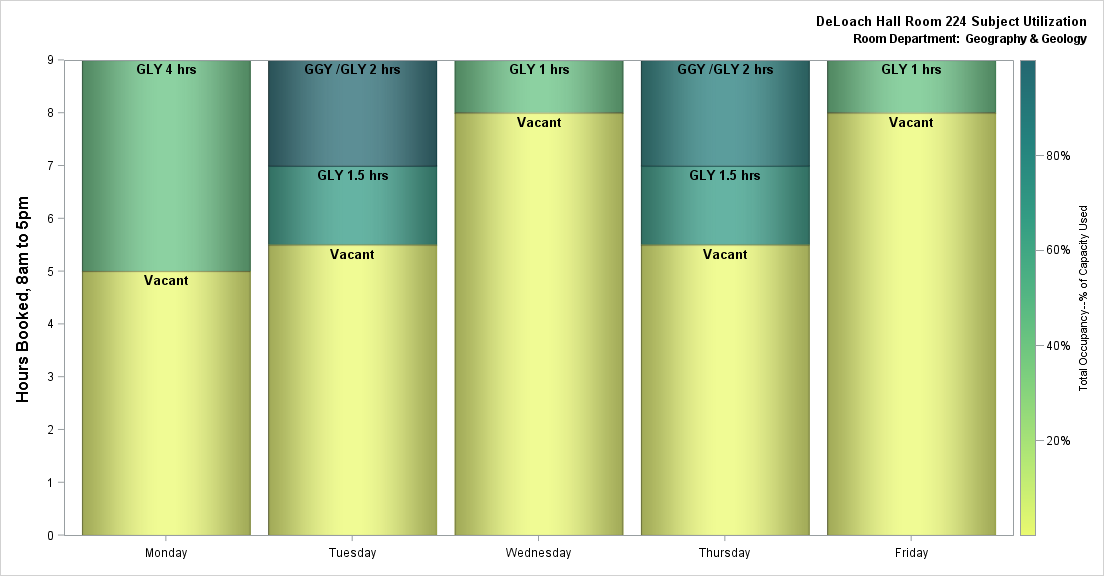 DeLoach Hall Room 224 Subject Utilization
Room Department: Geography & Geology
Hours Booked, 8am to 5pm
9
8
7
6
5
4
3
2
1
0
GLY 4 hrs
Vacant
GGY /GLY 2 hrs
GLY 1.5 hrs
Vacant
GLY 1 hrs
Vacant
GGY /GLY 2 hrs
GLY 1.5 hrs
Vacant
GLY 1 hrs
Vacant
Monday
Tuesday
Wednesday
Thursday
Friday
80%
60%
40%
20%
Total Occupancy--% of Capacity Used